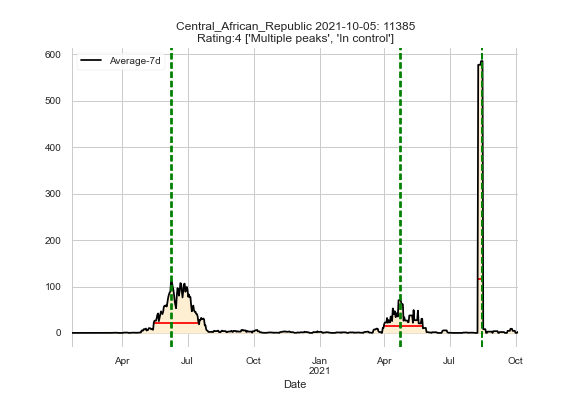 Central_African_Republic 2021-10-05: 11385
Rating:4 ['Multiple peaks', 'In control']
Average-7d
600
500
400
300
200
100
0
Apr
Jul
Oct
Jan
2021
Apr
Jul
Oct
Date